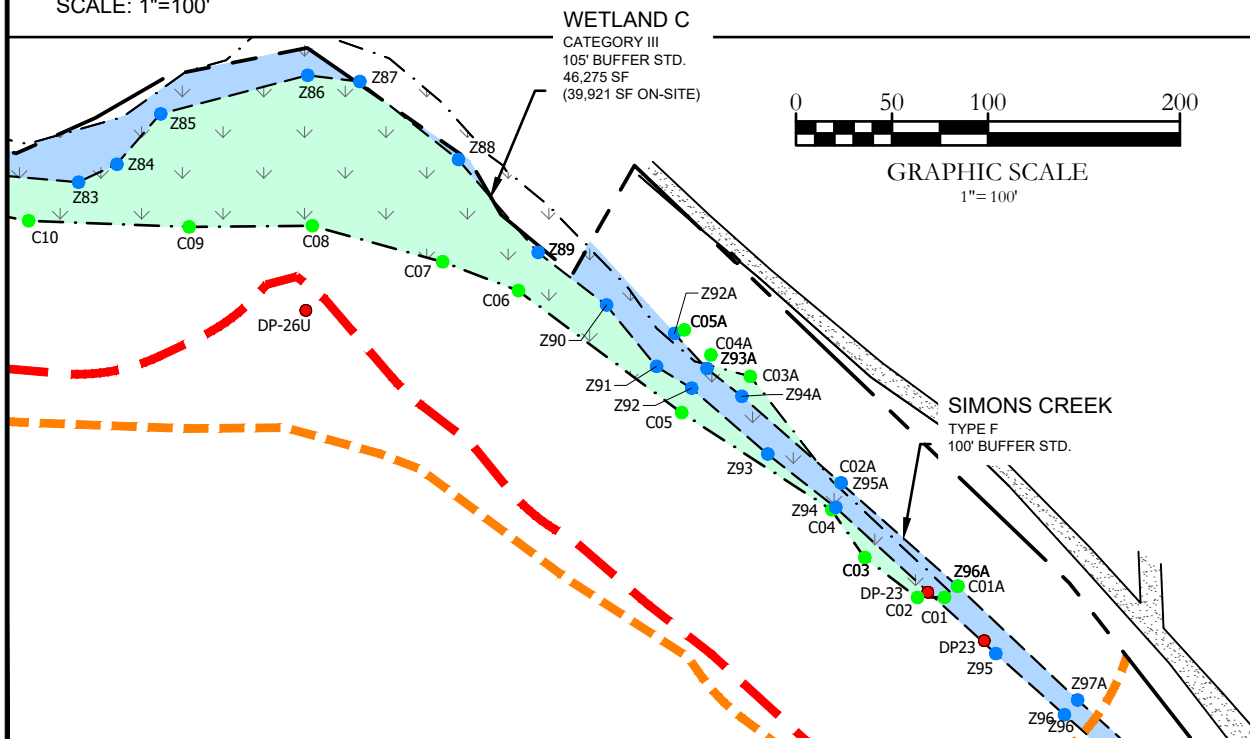 SCALE: 1"=100'
WETLAND C
CATEGORY III
105' BUFFER STD.
46,275 SF
(39,921 SF ON-SITE)
0 50 100 200
GRAPHIC SCALE
1"= 100'
Z87
Z86
Z85
Z88
Z84
Z83
C10
C09
C08
Z89
C07
C06
DP-26U
Z92A
C05A
Z90
C04A
Z93A
C03A
Z91
Z94A
Z92
C05
SIMONS CREEK
TYPE F
100' BUFFER STD.
Z93
C02A
Z95A
Z94
C04
C03
Z96A
C01A
DP-23
C02
C01
DP23
Z95
Z97A
Z96
Z96